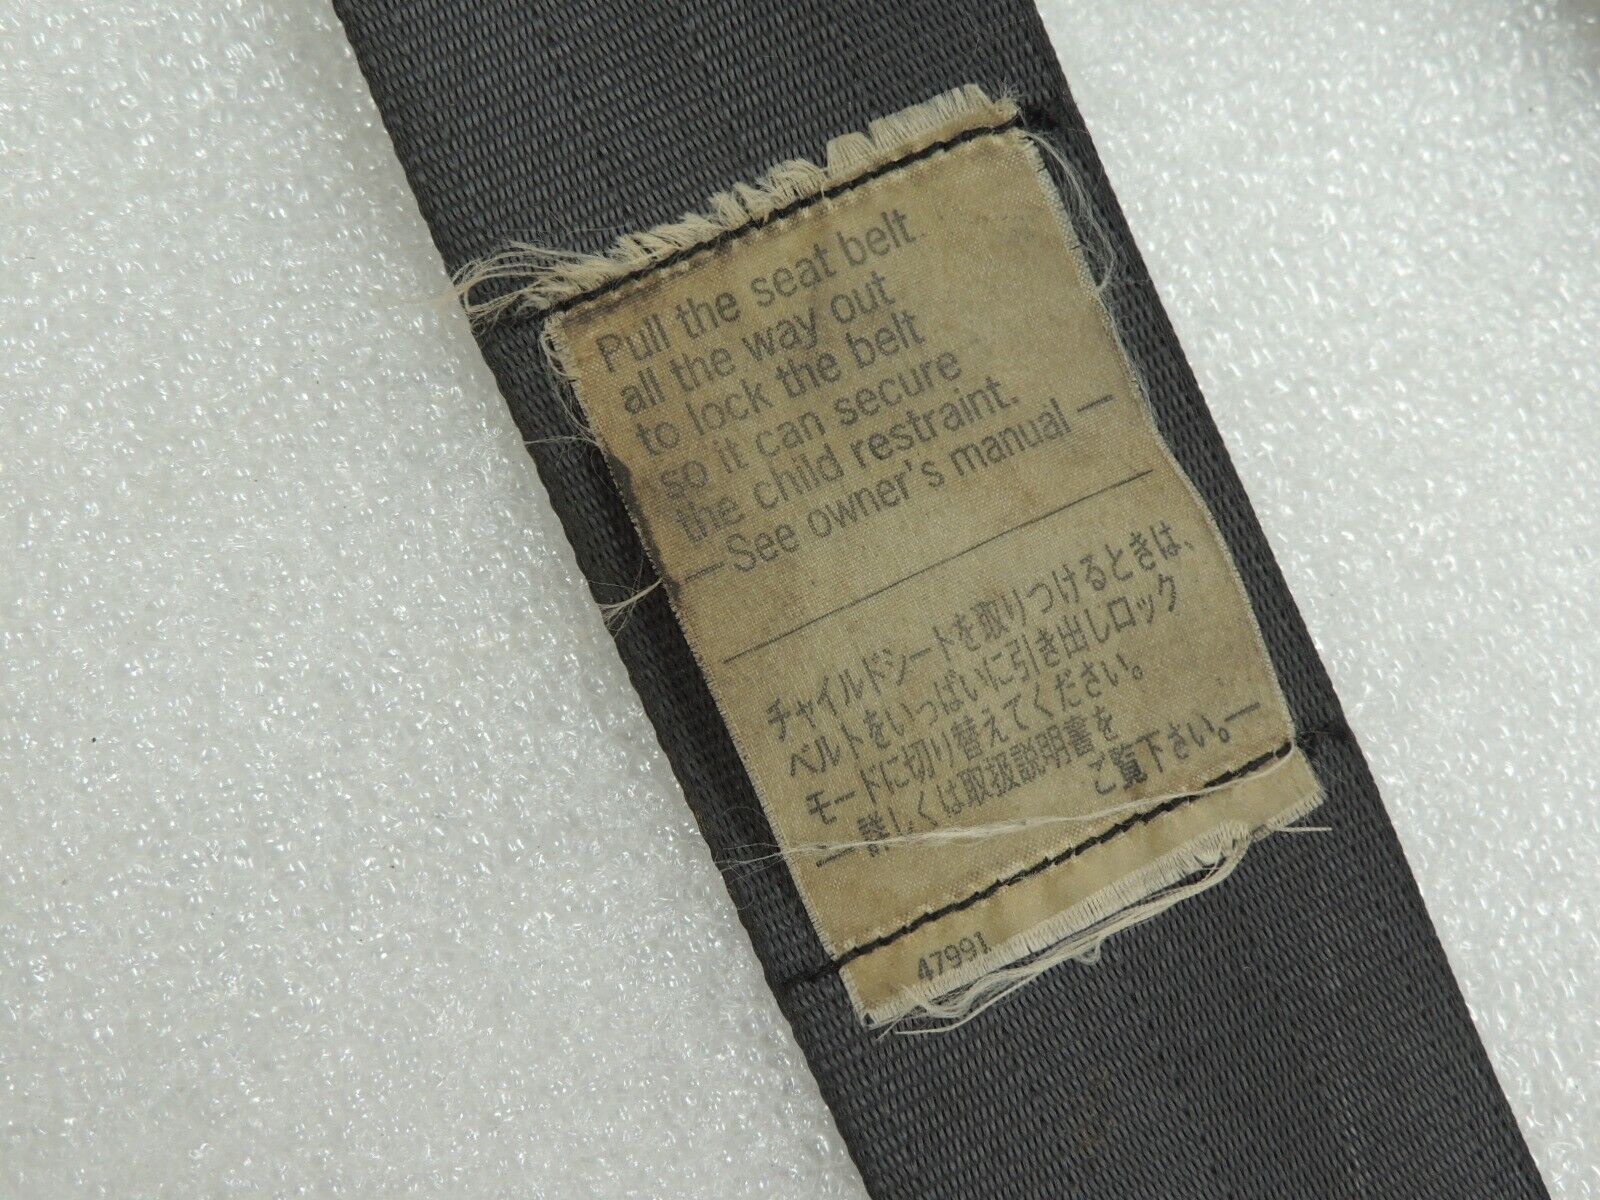 Pull the seat belt
all the way out
to lock the belt
so it can secure
the child restraint.
—See owner's manual—
チャイルドシートを取りつけるときは、
ベルトをいっぱいに引き出しロック
モードに切り替えてください。
—詳しくは取扱説明書を
ご覧下さい。—
47991